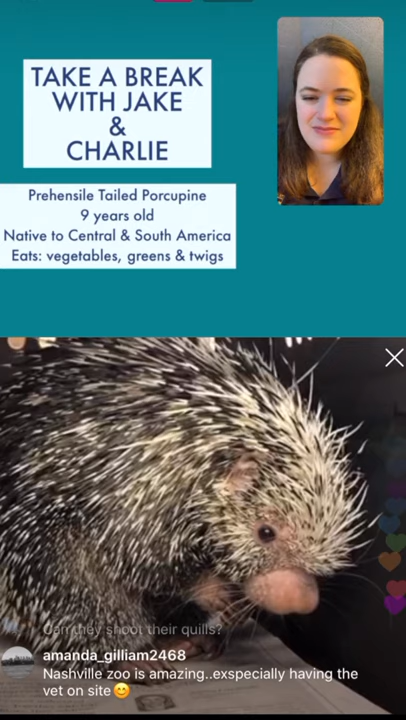 TAKE A BREAK
WITH JAKE
&
CHARLIE
Prehensile Tailed Porcupine
9 years old
Native to Central & South America
Eats: vegetables, greens & twigs
Can they shoot their quills?
amanda_gilliam2468
Nashville zoo is amazing..exspecially having the
vet on site😊